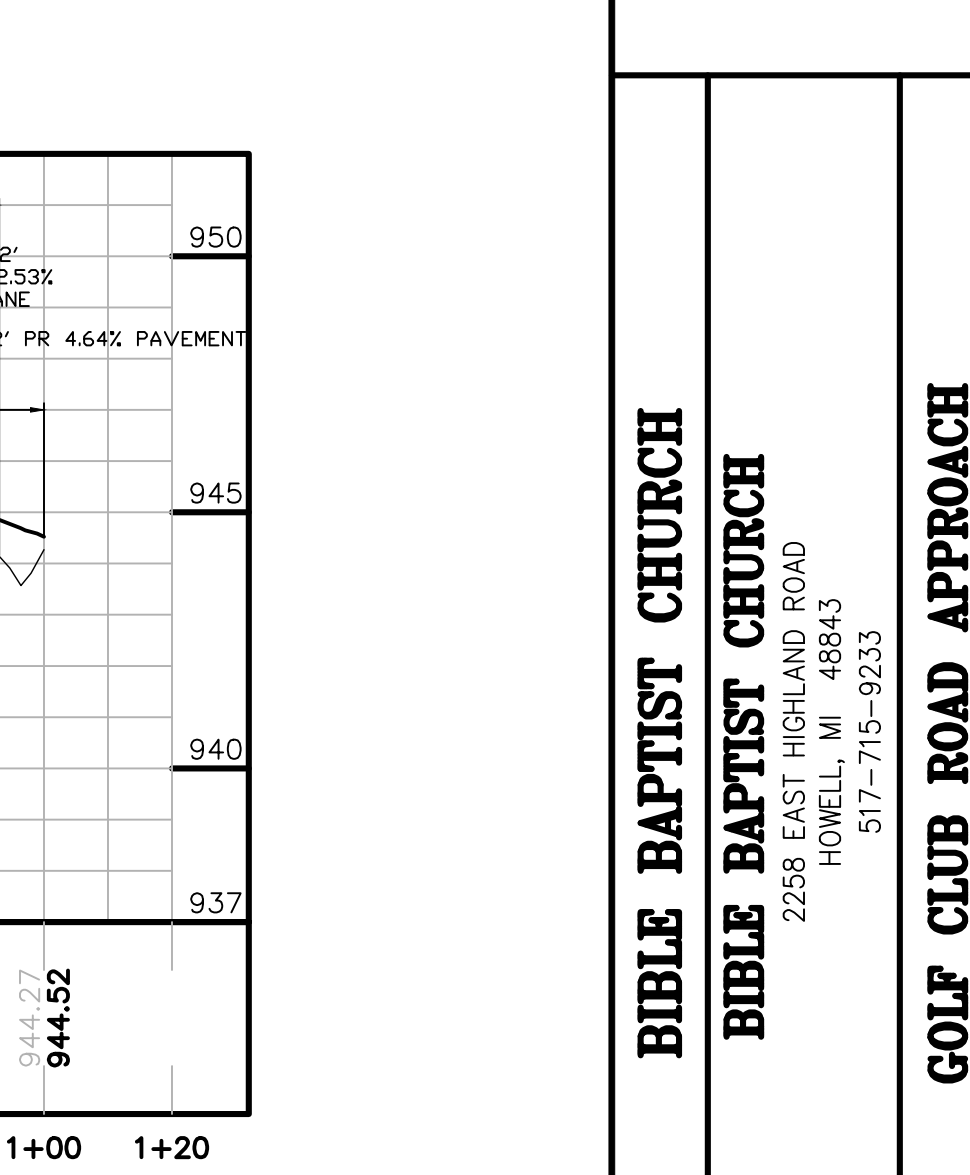 950
2.53%
PR 4.64% PAVEMENT
945
940
937
944.27
944.52
1+00
1+20
BIBLE BAPTIST CHURCH
BIBLE BAPTIST CHURCH
2258 EAST HIGHLAND ROAD
HOWELL, MI 48843
517-715-9233
GOLF CLUB ROAD APPROACH